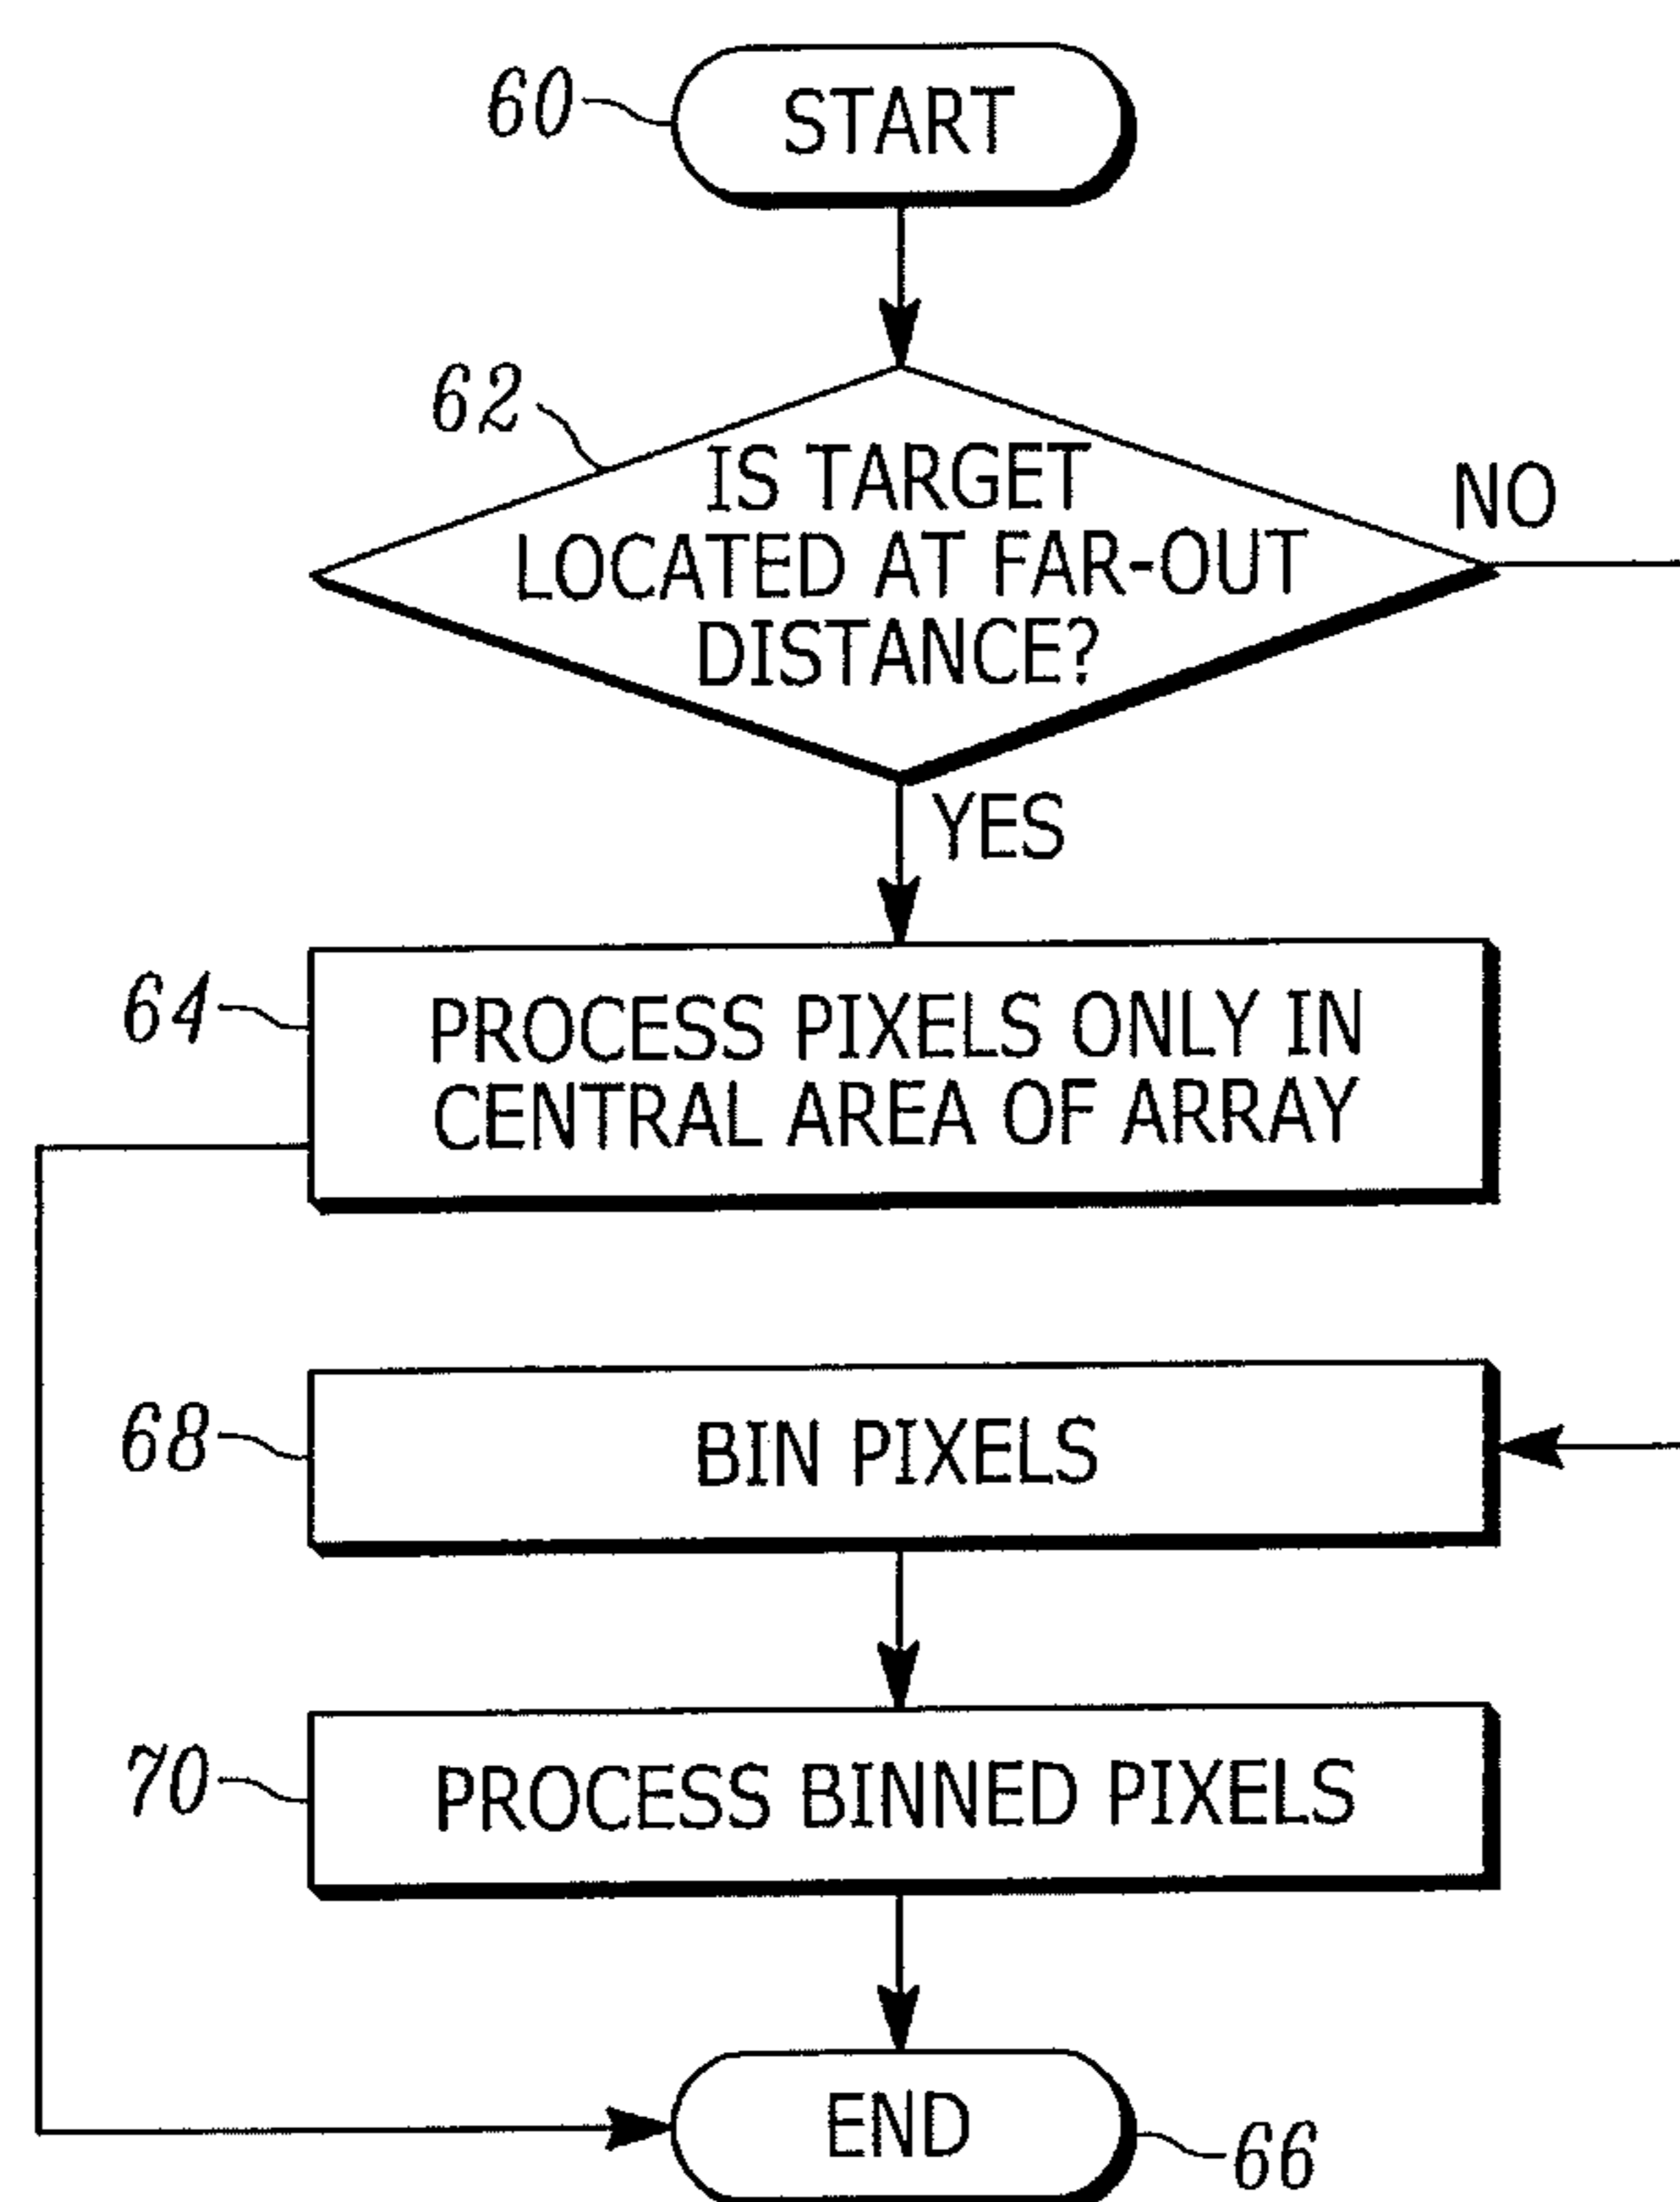 60
START
62
IS TARGET
LOCATED AT FAR-OUT
DISTANCE?
NO
YES
64
PROCESS PIXELS ONLY IN
CENTRAL AREA OF ARRAY
68
BIN PIXELS
70
PROCESS BINNED PIXELS
END
66